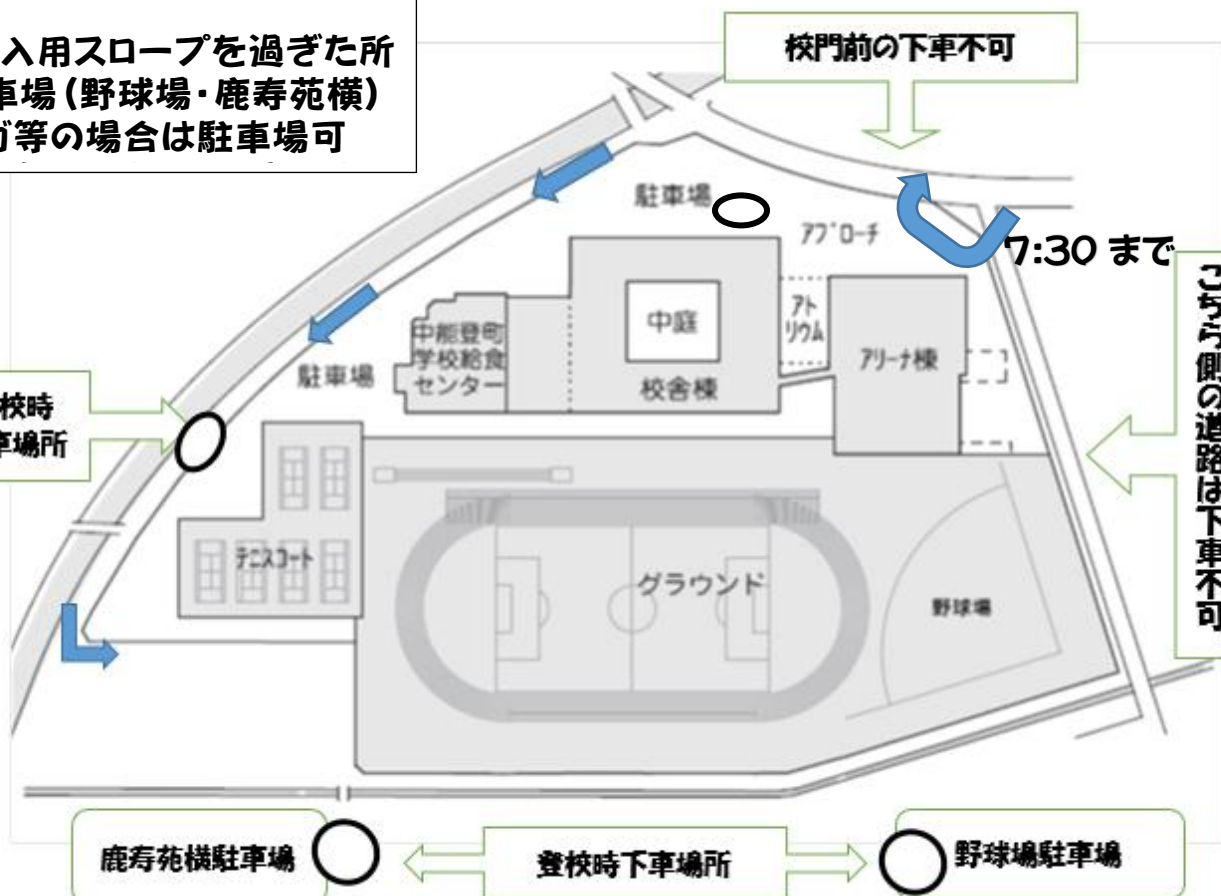 入用スロープを過ぎた所
車場(野球場・鹿寿苑横)
等の場合は駐車場可
校門前の下車不可
駐車場
アプローチ
7:30 まで
中庭
アト
リウム
アリーナ棟
校舎棟
中能登町
学校給食
センター
駐車場
校時
車場所
こちら側の道路は下車不可
テニスコート
グラウンド
野球場
鹿寿苑横駐車場
登校時下車場所
野球場駐車場